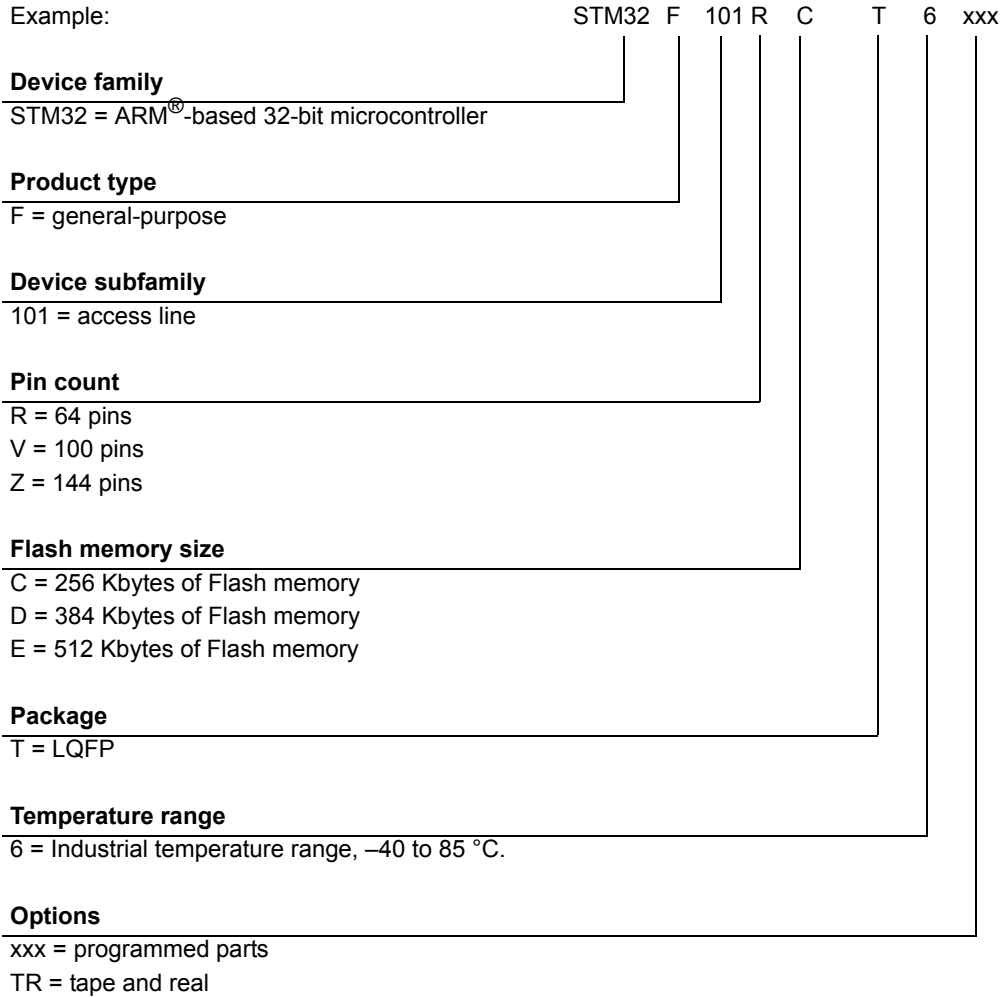 Example: STM32 F 101 R C T 6 xxx
Device family
STM32 = ARM®-based 32-bit microcontroller
Product type
F = general-purpose
Device subfamily
101 = access line
Pin count
R = 64 pins
V = 100 pins
Z = 144 pins
Flash memory size
C = 256 Kbytes of Flash memory
D = 384 Kbytes of Flash memory
E = 512 Kbytes of Flash memory
Package
T = LQFP
Temperature range
6 = Industrial temperature range, –40 to 85 °C.
Options
xxx = programmed parts
TR = tape and real